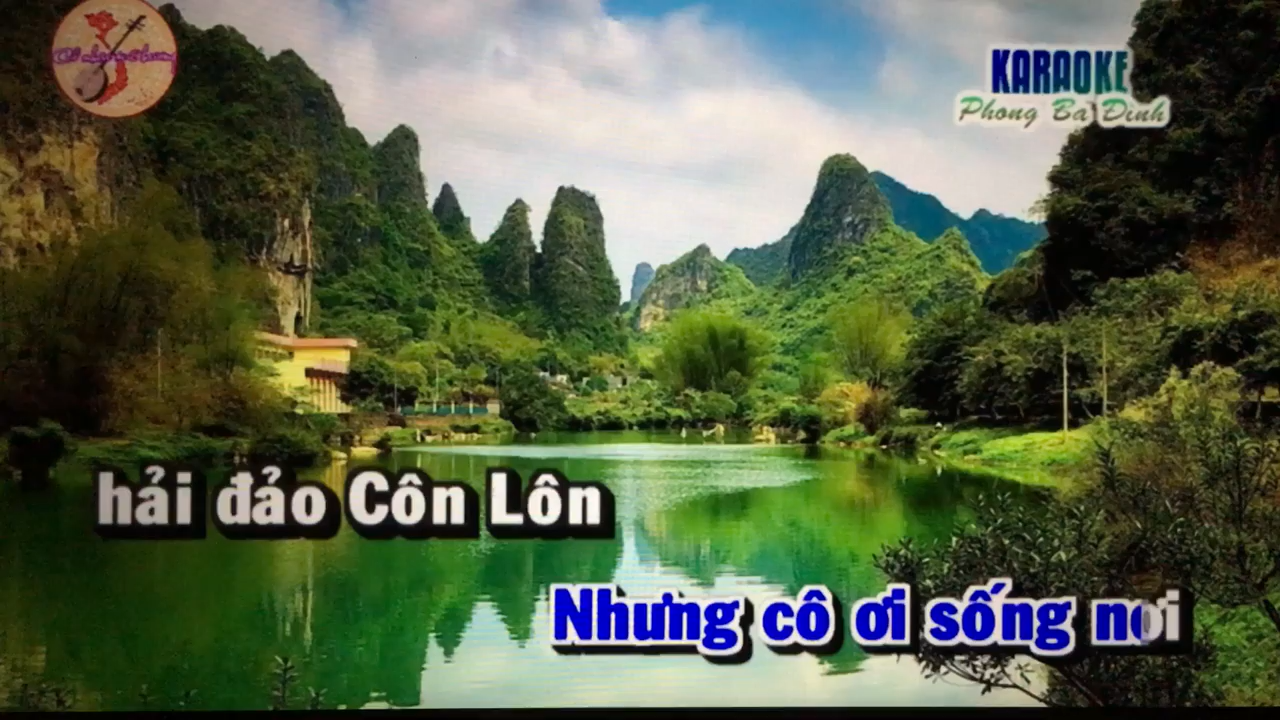 KARAOKE
Phong Ba Dinh
hải đảo Côn Lôn
Nhưng cô ơi sống nơi